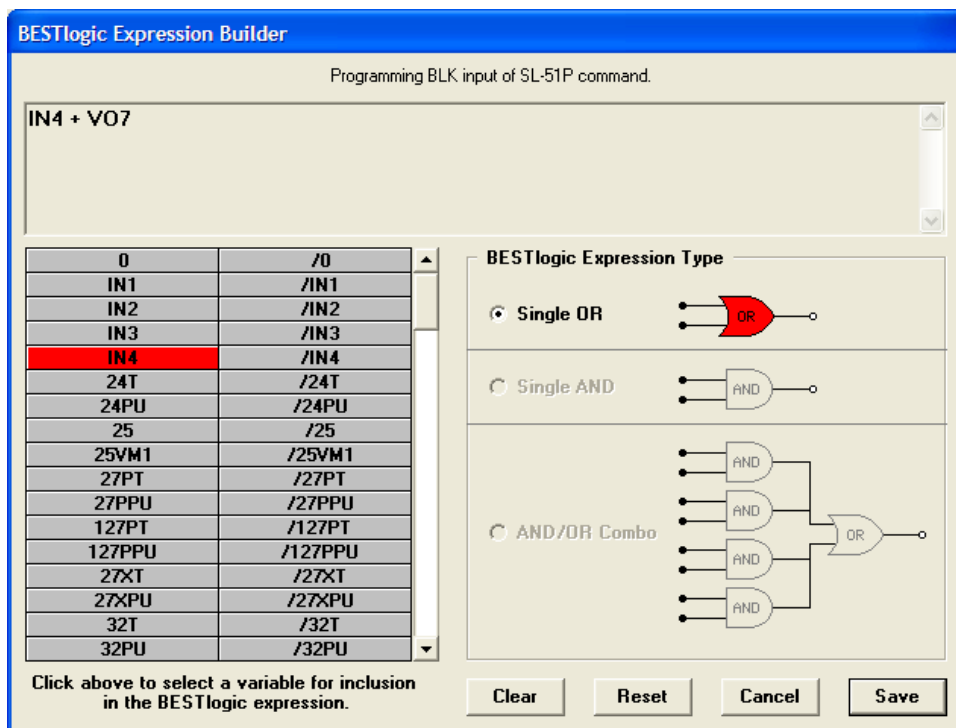 BESTlogic Expression Builder
Programming BLK input of SL-51P command.
IN4 + VO7
0 /0
IN1 /IN1
IN2 /IN2
IN3 /IN3
IN4 /IN4
24T /24T
24PU /24PU
25 /25
25VM1 /25VM1
27PT /27PT
27PPU /27PPU
127PT /127PT
127PPU /127PPU
27XT /27XT
27XPU /27XPU
32T /32T
32PU /32PU
Click above to select a variable for inclusion
in the BESTlogic expression.
BESTlogic Expression Type
Single OR OR
Single AND AND
AND
AND
AND/OR Combo OR
AND
AND
Clear Reset Cancel Save